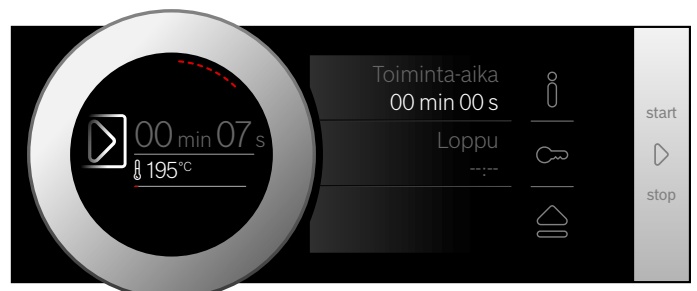 00 min 07 s
195°C
Toiminta-aika
00 min 00 s
Loppu
--:--
start
stop